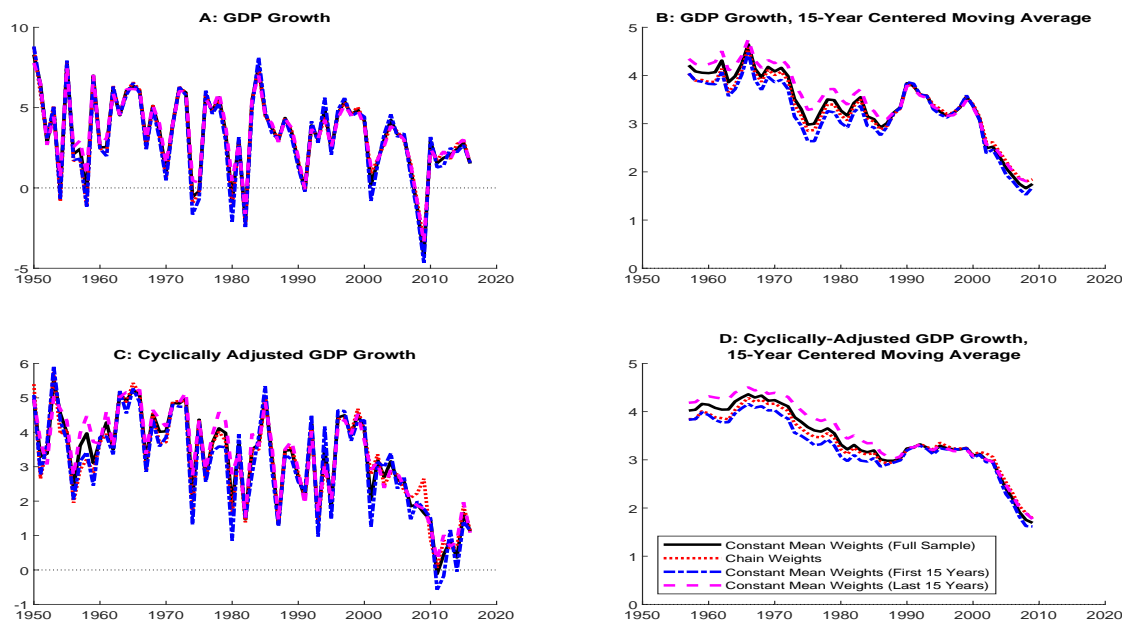 A: GDP Growth
10
5
0
-5
1950 1960 1970 1980 1990 2000 2010 2020
B: GDP Growth, 15-Year Centered Moving Average
5
4
3
2
1
0
1950 1960 1970 1980 1990 2000 2010 2020
C: Cyclically Adjusted GDP Growth
6
5
4
3
2
1
0
-1
1950 1960 1970 1980 1990 2000 2010 2020
D: Cyclically-Adjusted GDP Growth,
15-Year Centered Moving Average
5
4
3
2
1
0
Constant Mean Weights (Full Sample)
Chain Weights
Constant Mean Weights (First 15 Years)
Constant Mean Weights (Last 15 Years)
1950 1960 1970 1980 1990 2000 2010 2020